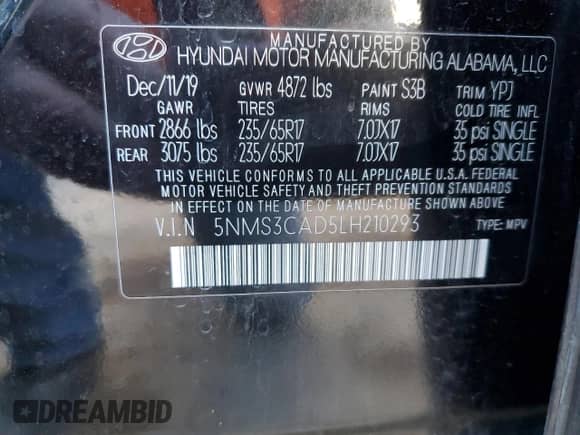 MANUFACTURED BY
HYUNDAI MOTOR MANUFACTURING ALABAMA, LLC
Dec/11/19 GVWR 4872 lbs PAINT S3B TRIM YPJ
GAWR TIRES RIMS COLD TIRE INFL
FRONT 2866 lbs 235/65R17 7.0JX17 35 psi SINGLE
REAR 3075 lbs 235/65R17 7.0JX17 35 psi SINGLE
THIS VEHICLE CONFORMS TO ALL APPLICABLE U.S.A. FEDERAL
MOTOR VEHICLE SAFETY AND THEFT PREVENTION STANDARDS
IN EFFECT ON THE DATE OF MANUFACTURE SHOWN ABOVE.
V.I.N 5NMS3CAD5LH210293 TYPE: MPV
DREAMBID